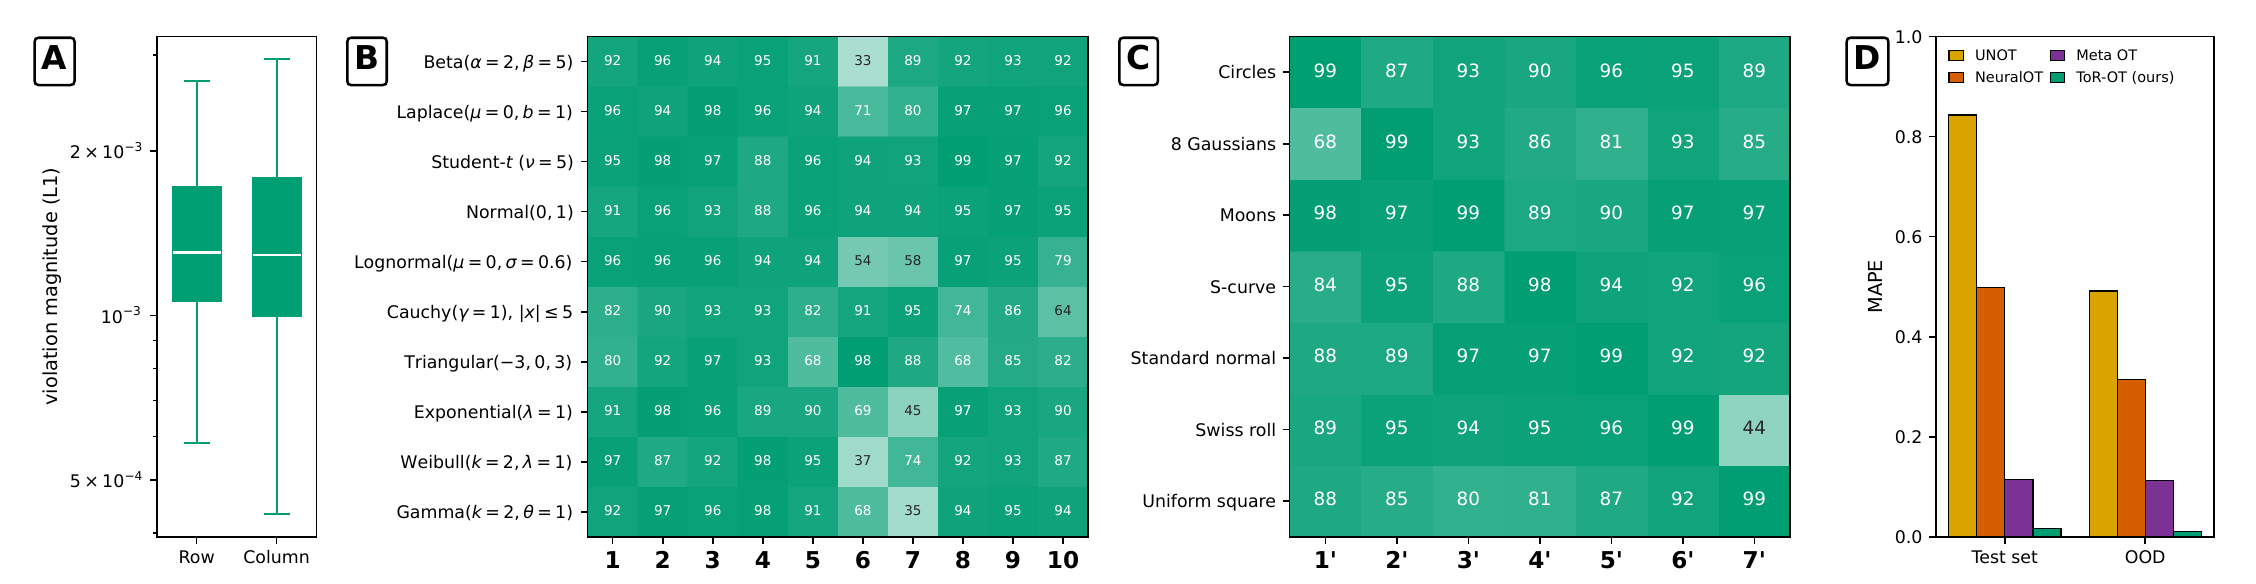 A
violation magnitude (L1)
2 × 10⁻³
10⁻³
5 × 10⁻⁴
Row Column
B
Beta(α = 2, β = 5) 92 96 94 95 91 33 89 92 93 92
Laplace(μ = 0, b = 1) 96 94 98 96 94 71 80 97 97 96
Student-t (ν = 5) 95 98 97 88 96 94 93 99 97 92
Normal(0, 1) 91 96 93 88 96 94 94 95 97 95
Lognormal(μ = 0, σ = 0.6) 96 96 96 94 94 54 58 97 95 79
Cauchy(γ = 1), |x| ≤ 5 82 90 93 93 82 91 95 74 86 64
Triangular(−3, 0, 3) 80 92 97 93 68 98 88 68 85 82
Exponential(λ = 1) 91 98 96 89 90 69 45 97 93 90
Weibull(k = 2, λ = 1) 97 87 92 98 95 37 74 92 93 87
Gamma(k = 2, θ = 1) 92 97 96 98 91 68 35 94 95 94
1 2 3 4 5 6 7 8 9 10
C
Circles 99 87 93 90 96 95 89
8 Gaussians 68 99 93 86 81 93 85
Moons 98 97 99 89 90 97 97
S-curve 84 95 88 98 94 92 96
Standard normal 88 89 97 97 99 92 92
Swiss roll 89 95 94 95 96 99 44
Uniform square 88 85 80 81 87 92 99
1' 2' 3' 4' 5' 6' 7'
D
MAPE
1.0
0.8
0.6
0.4
0.2
0.0
UNOT Meta OT
NeuralOT ToR-OT (ours)
Test set OOD